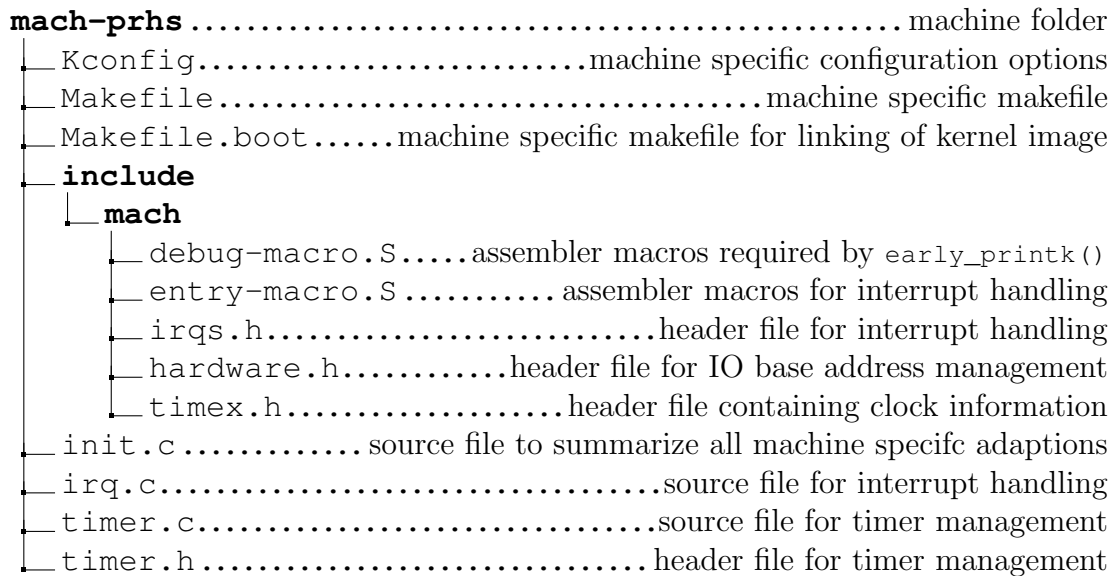 mach-prhs.................................................machine folder
Kconfig............................machine specific configuration options
Makefile......................................machine specific makefile
Makefile.boot......machine specific makefile for linking of kernel image
include
mach
debug-macro.S.....assembler macros required by early_printk()
entry-macro.S...........assembler macros for interrupt handling
irqs.h............................header file for interrupt handling
hardware.h............header file for IO base address management
timex.h....................header file containing clock information
init.c.............source file to summarize all machine specifc adaptions
irq.c...................................source file for interrupt handling
timer.c................................source file for timer management
timer.h................................header file for timer management